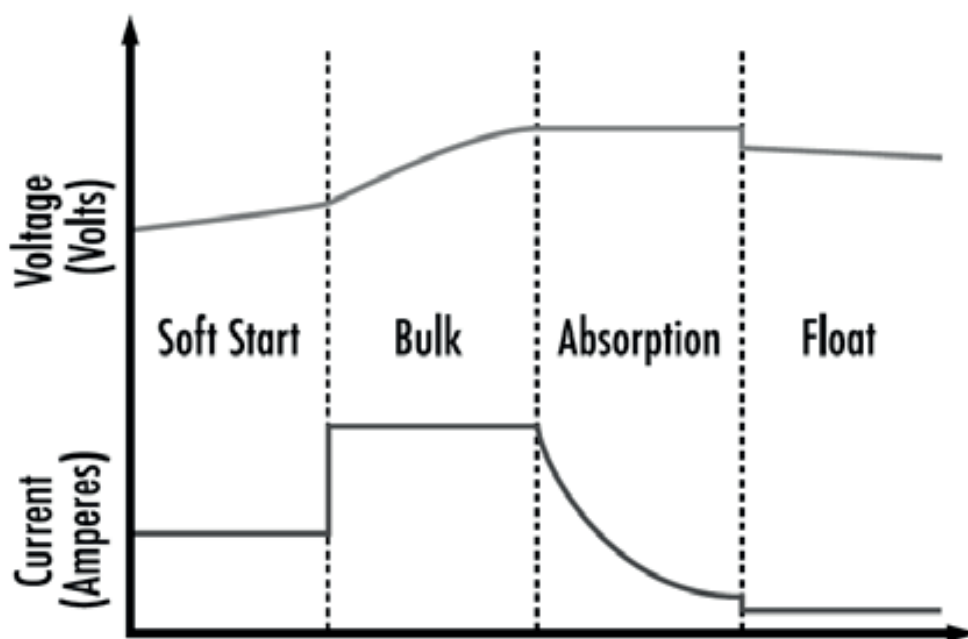 Voltage
(Volts)
Soft Start
Bulk
Absorption
Float
Current
(Amperes)